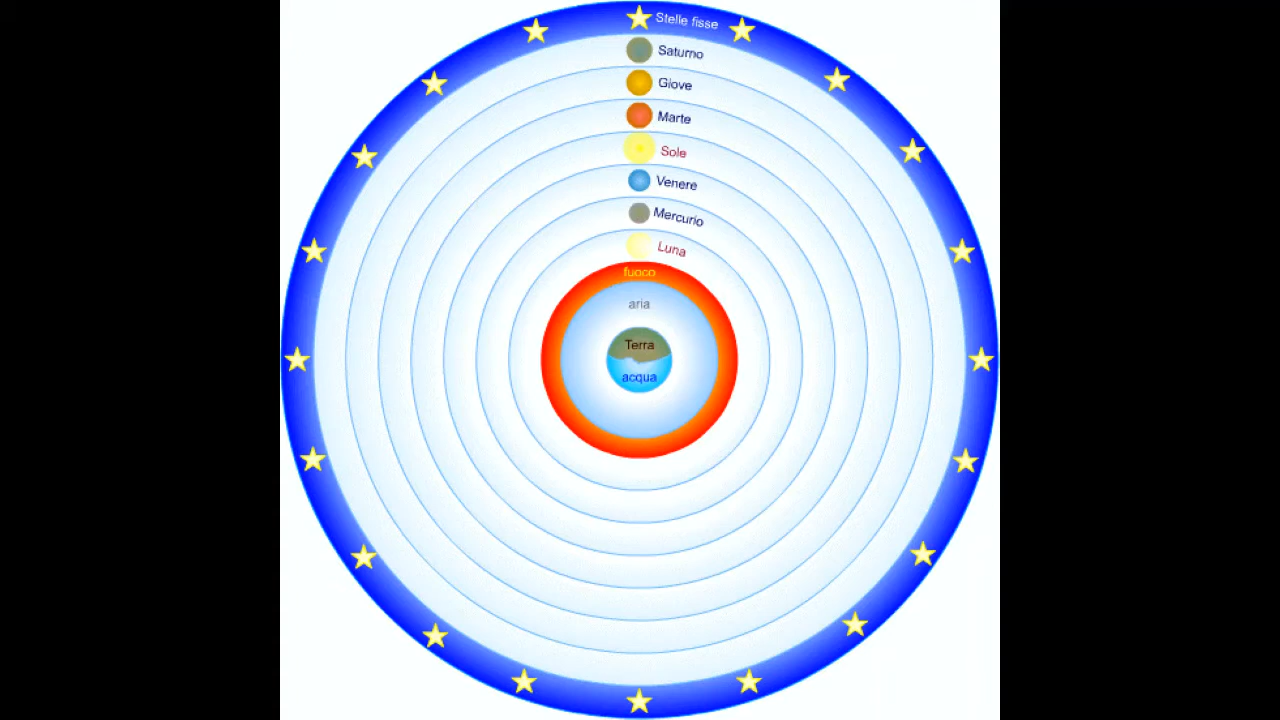 Stelle fisse
Saturno
Giove
Marte
Sole
Venere
Mercurio
Luna
fuoco
aria
Terra
acqua